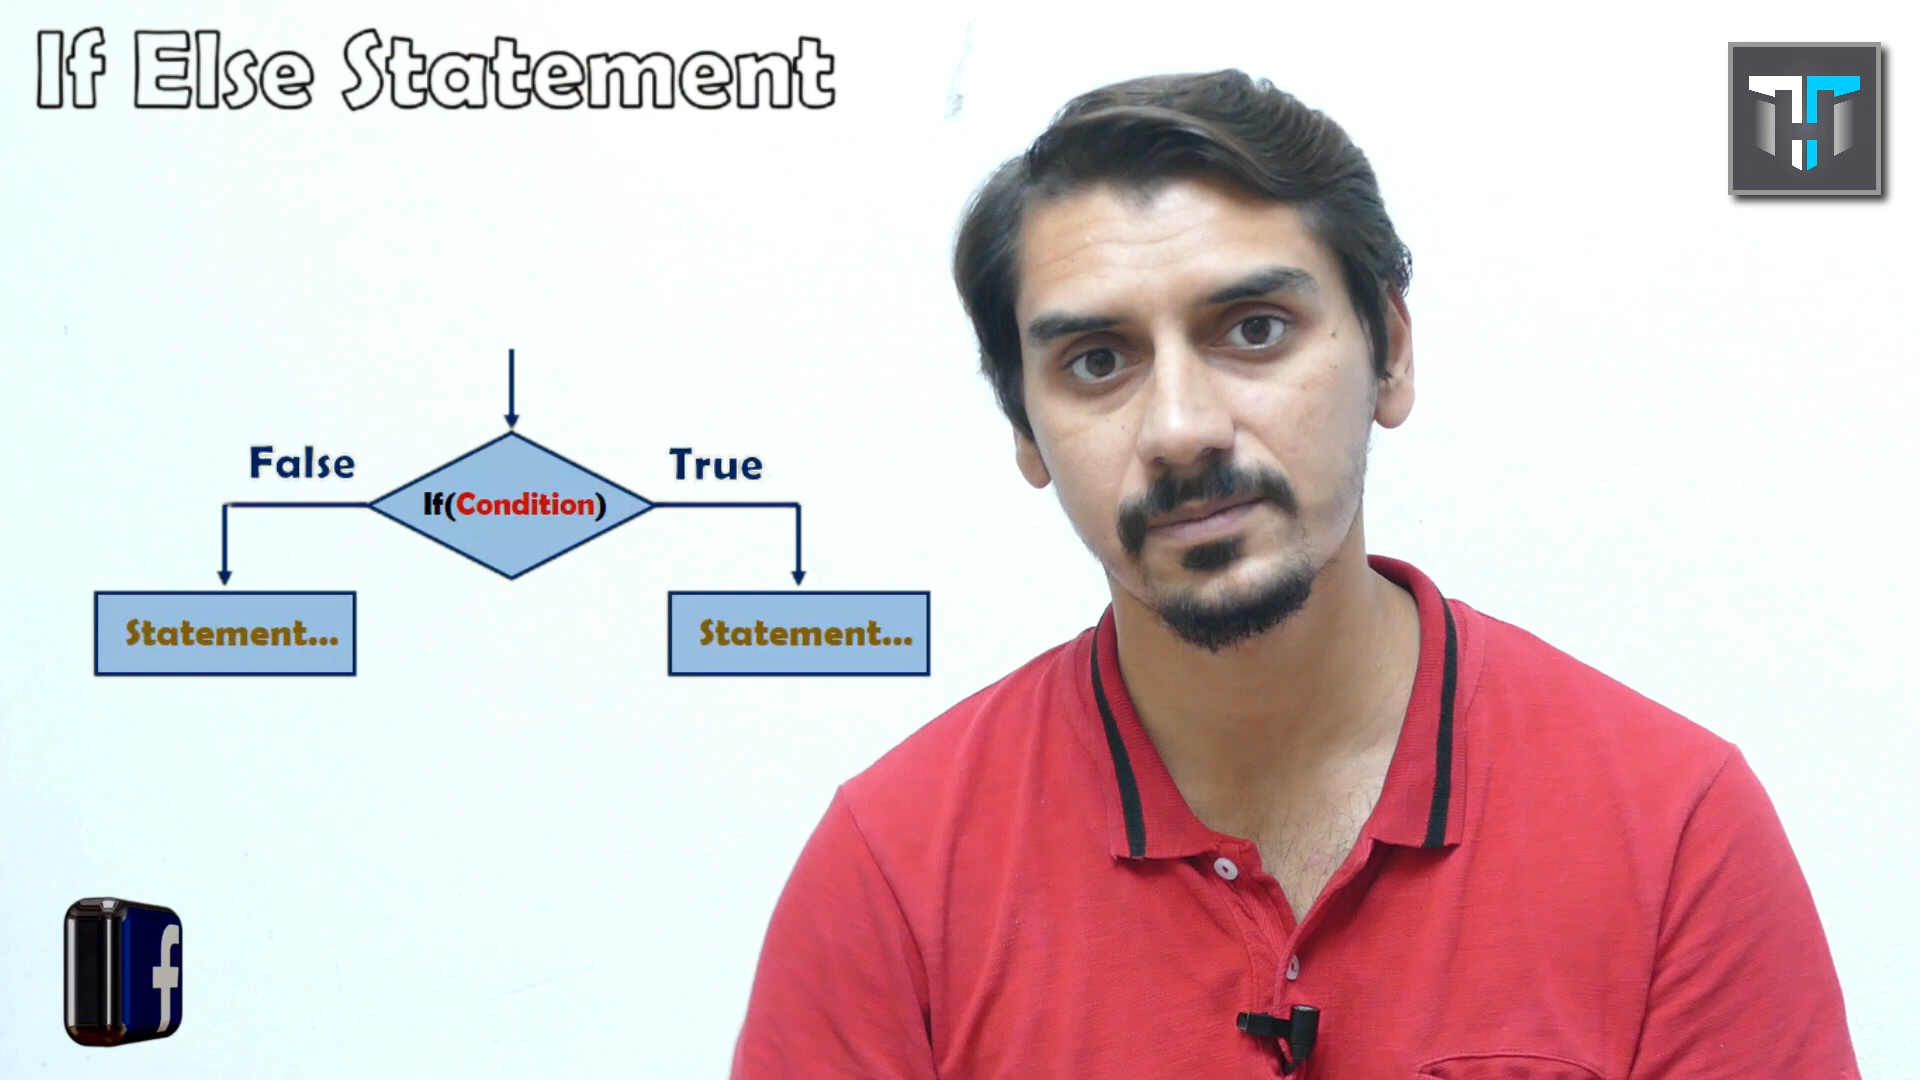 If Else Statement
False
True
If(Condition)
Statement...
Statement...
f